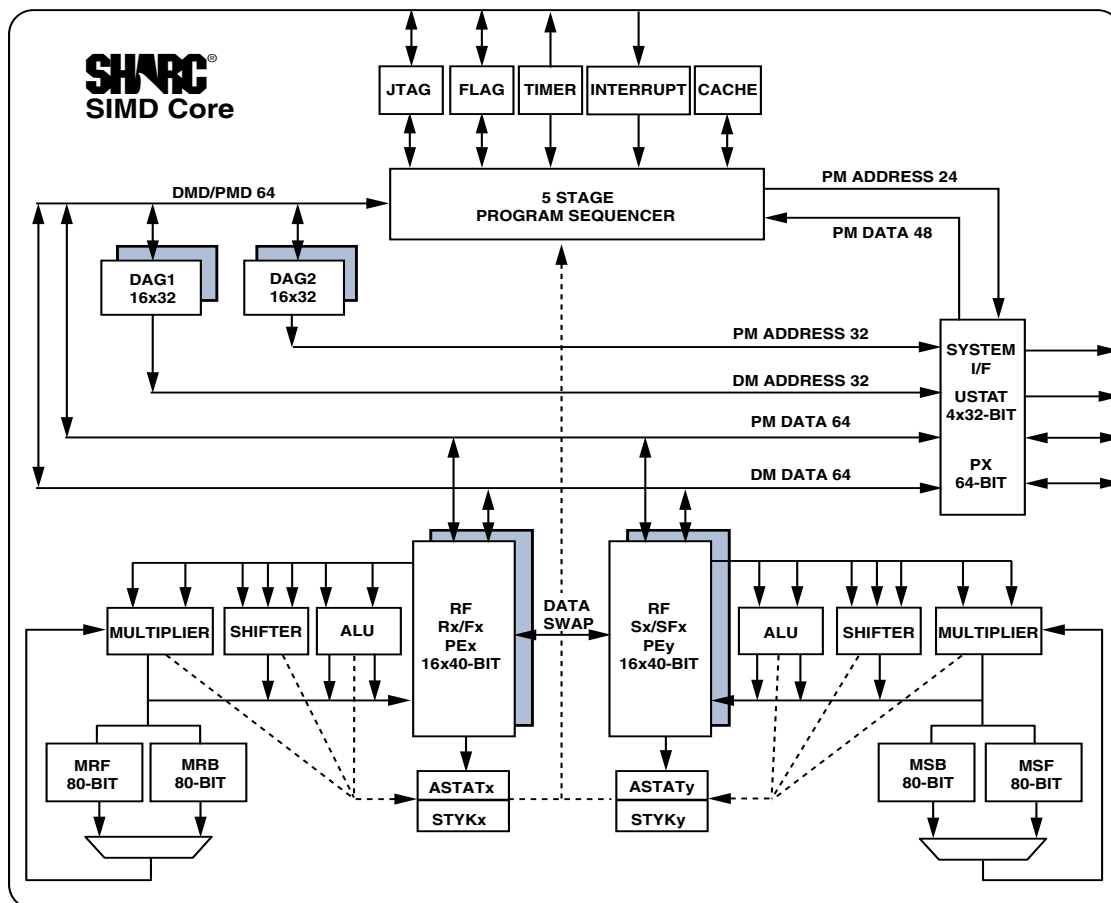 SHARC®
SIMD Core
JTAG
FLAG
TIMER
INTERRUPT
CACHE
5 STAGE
PROGRAM SEQUENCER
PM ADDRESS 24
PM DATA 48
DMD/PMD 64
DAG1
16x32
DAG2
16x32
PM ADDRESS 32
DM ADDRESS 32
PM DATA 64
DM DATA 64
SYSTEM
I/F
USTAT
4x32-BIT
PX
64-BIT
MULTIPLIER
SHIFTER
ALU
RF
Rx/Fx
PEx
16x40-BIT
DATA
SWAP
RF
Sx/SFx
PEy
16x40-BIT
ALU
SHIFTER
MULTIPLIER
MRF
80-BIT
MRB
80-BIT
ASTATx
STYKx
ASTATy
STYKy
MSB
80-BIT
MSF
80-BIT